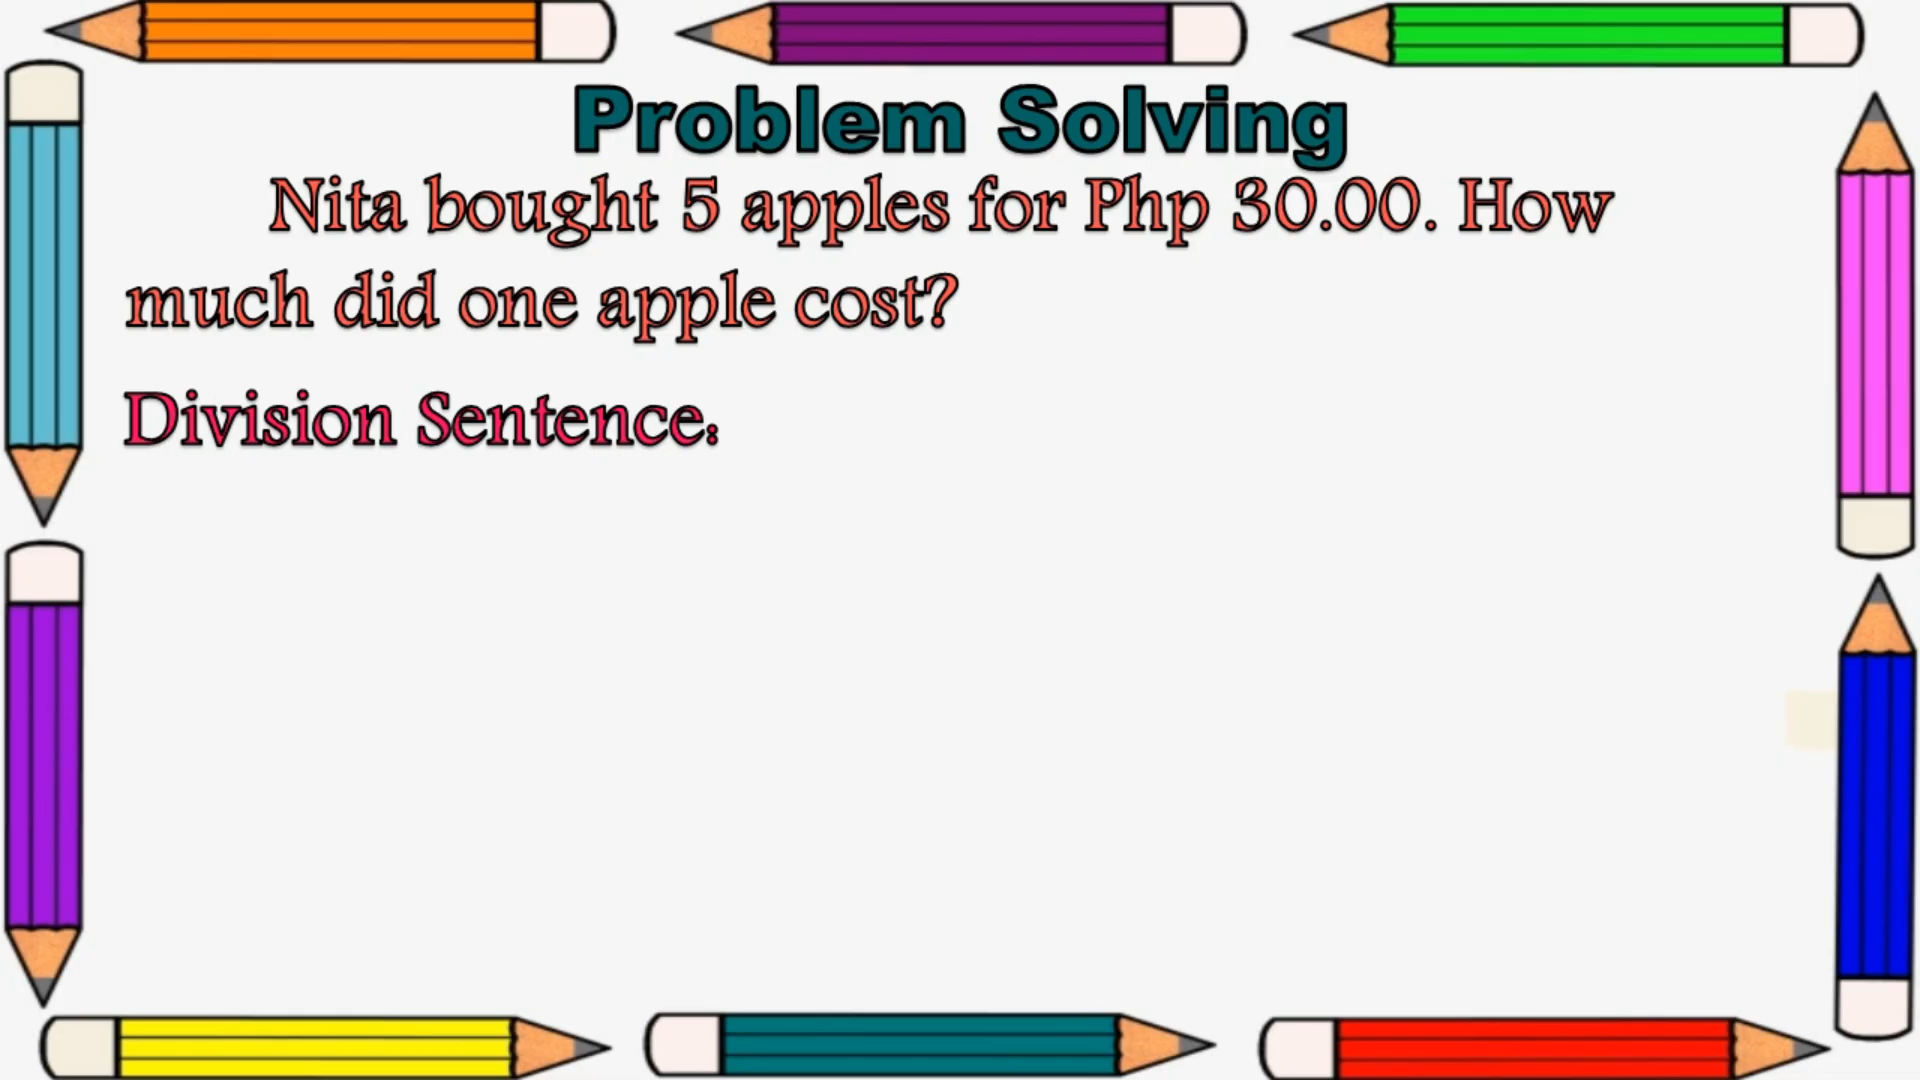 Problem Solving
Nita bought 5 apples for Php 30.00. How
much did one apple cost?
Division Sentence: